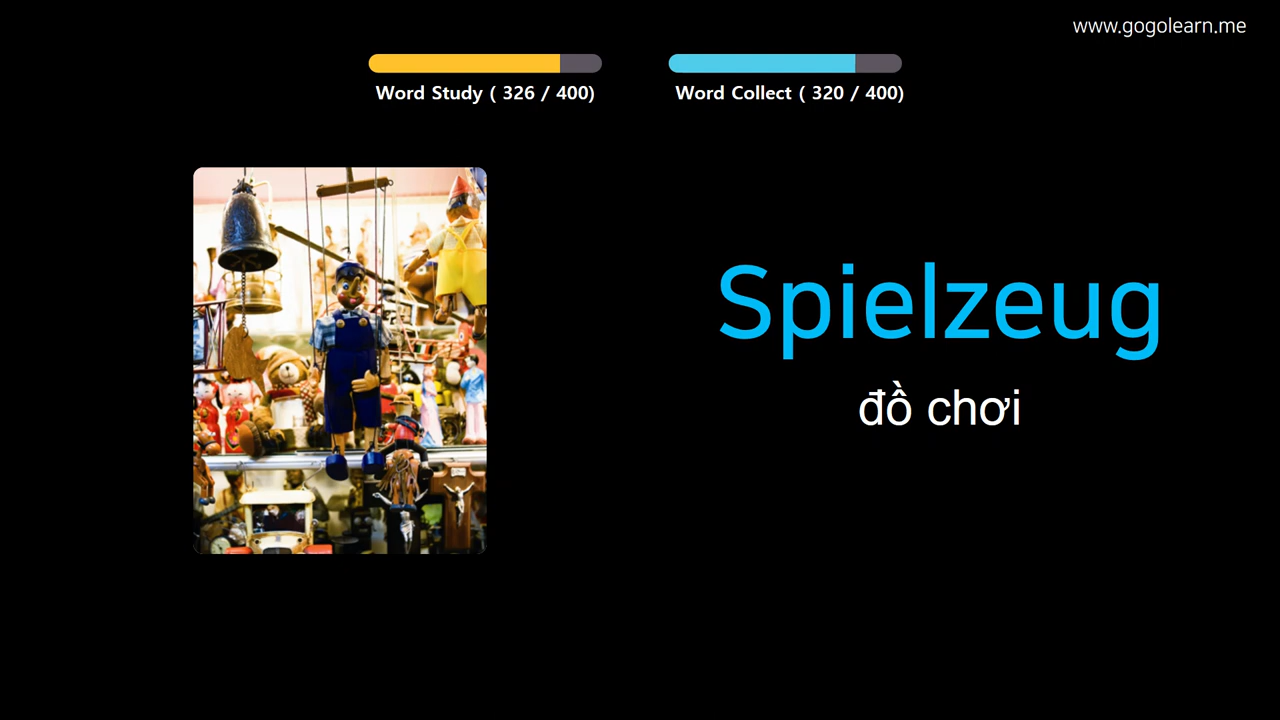 www.gogolearn.me
Word Study ( 326 / 400)
Word Collect ( 320 / 400)
Spielzeug
đồ chơi